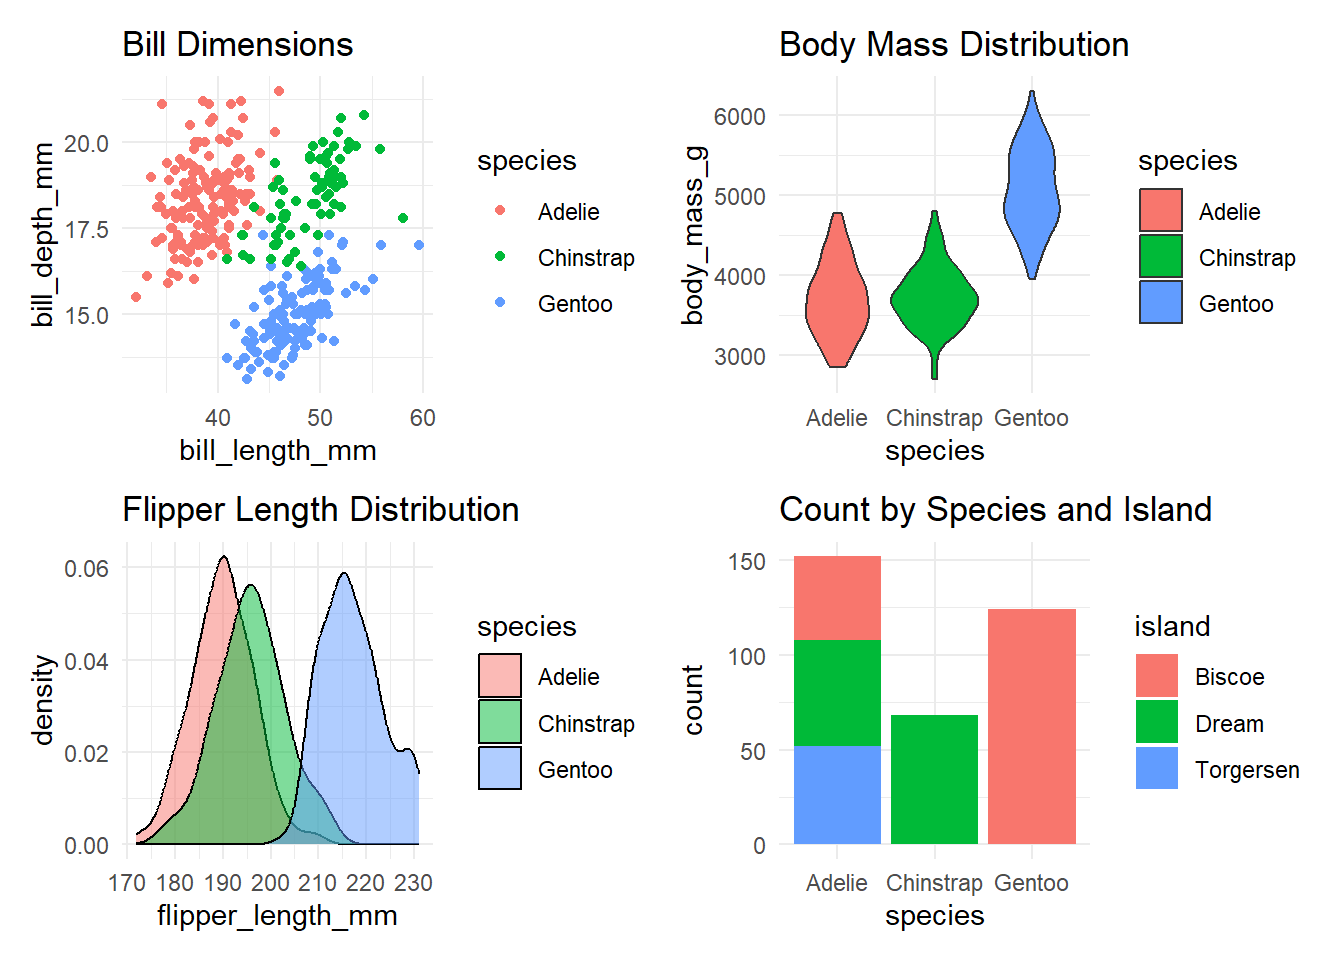 Bill Dimensions
20.0
17.5
15.0
bill_depth_mm
40 50 60
bill_length_mm
species
Adelie
Chinstrap
Gentoo
Body Mass Distribution
6000
5000
4000
3000
body_mass_g
Adelie Chinstrap Gentoo
species
species
Adelie
Chinstrap
Gentoo
Flipper Length Distribution
0.06
0.04
0.02
0.00
density
170 180 190 200 210 220 230
flipper_length_mm
species
Adelie
Chinstrap
Gentoo
Count by Species and Island
150
100
50
0
count
Adelie Chinstrap Gentoo
species
island
Biscoe
Dream
Torgersen